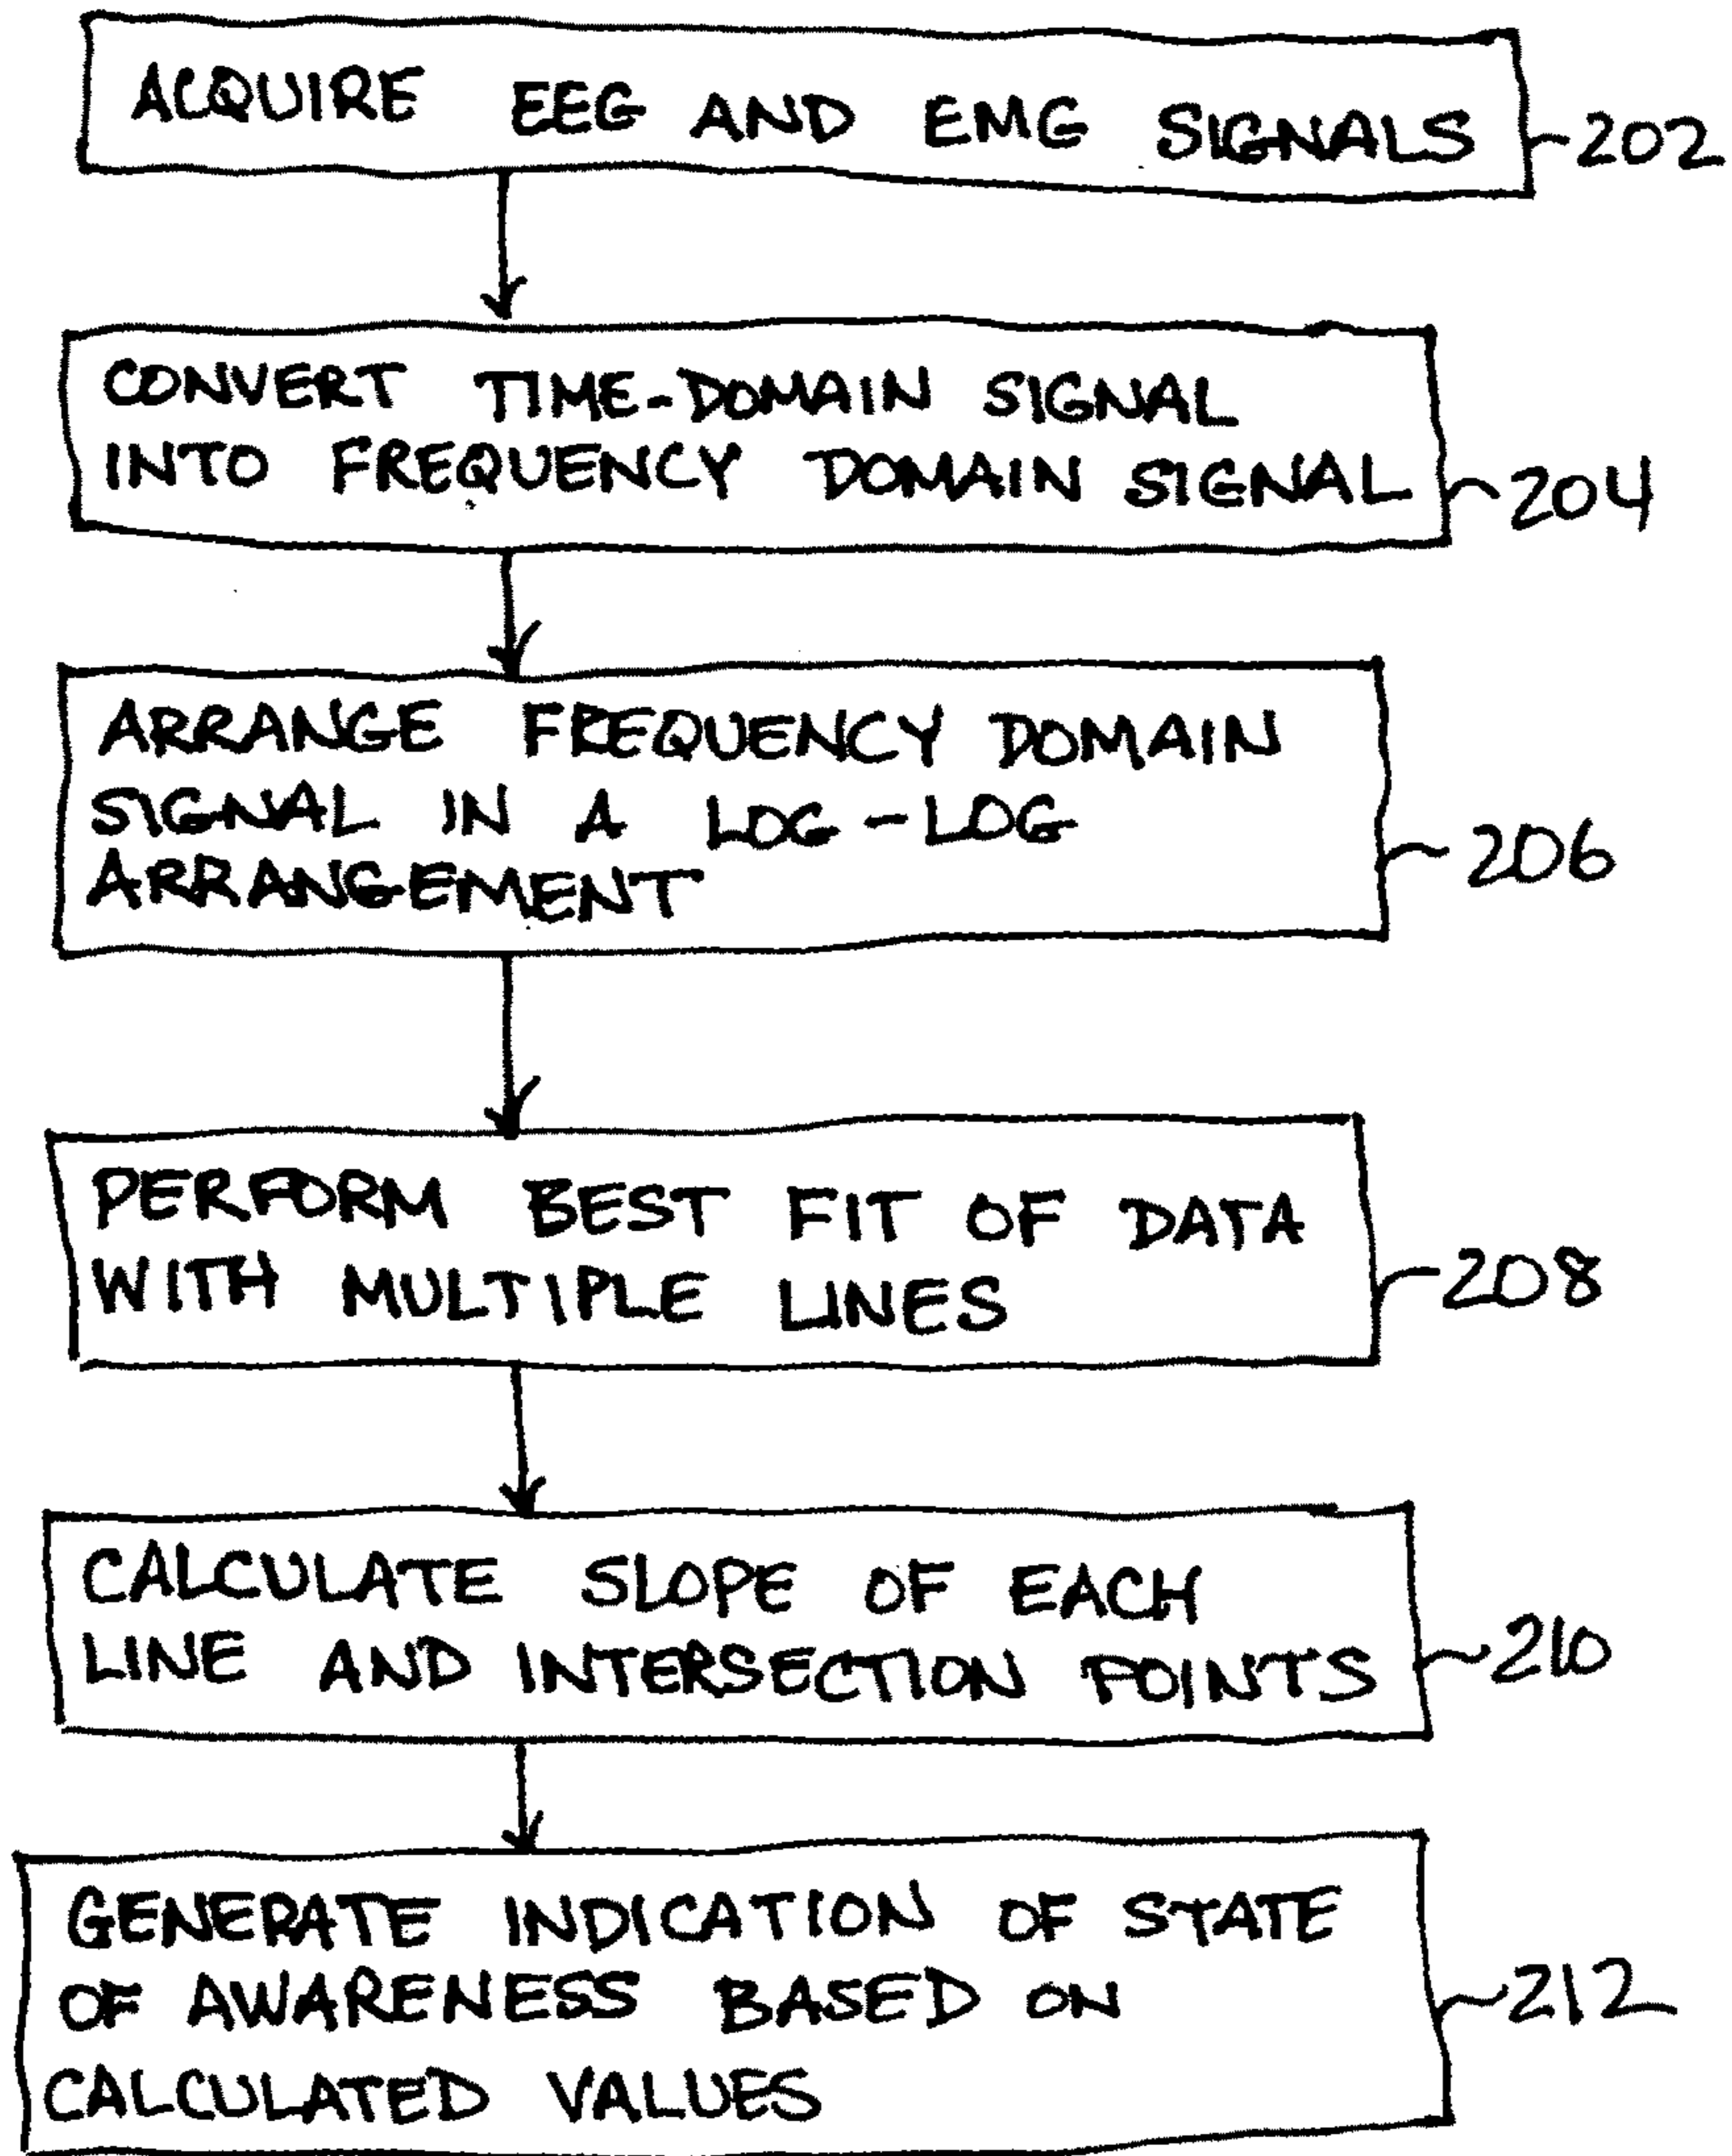 ACQUIRE EEG AND EMG SIGNALS
202
CONVERT TIME-DOMAIN SIGNAL
INTO FREQUENCY DOMAIN SIGNAL
204
ARRANGE FREQUENCY DOMAIN
SIGNAL IN A LOG-LOG
ARRANGEMENT
206
PERFORM BEST FIT OF DATA
WITH MULTIPLE LINES
208
CALCULATE SLOPE OF EACH
LINE AND INTERSECTION POINTS
210
GENERATE INDICATION OF STATE
OF AWARENESS BASED ON
CALCULATED VALUES
212